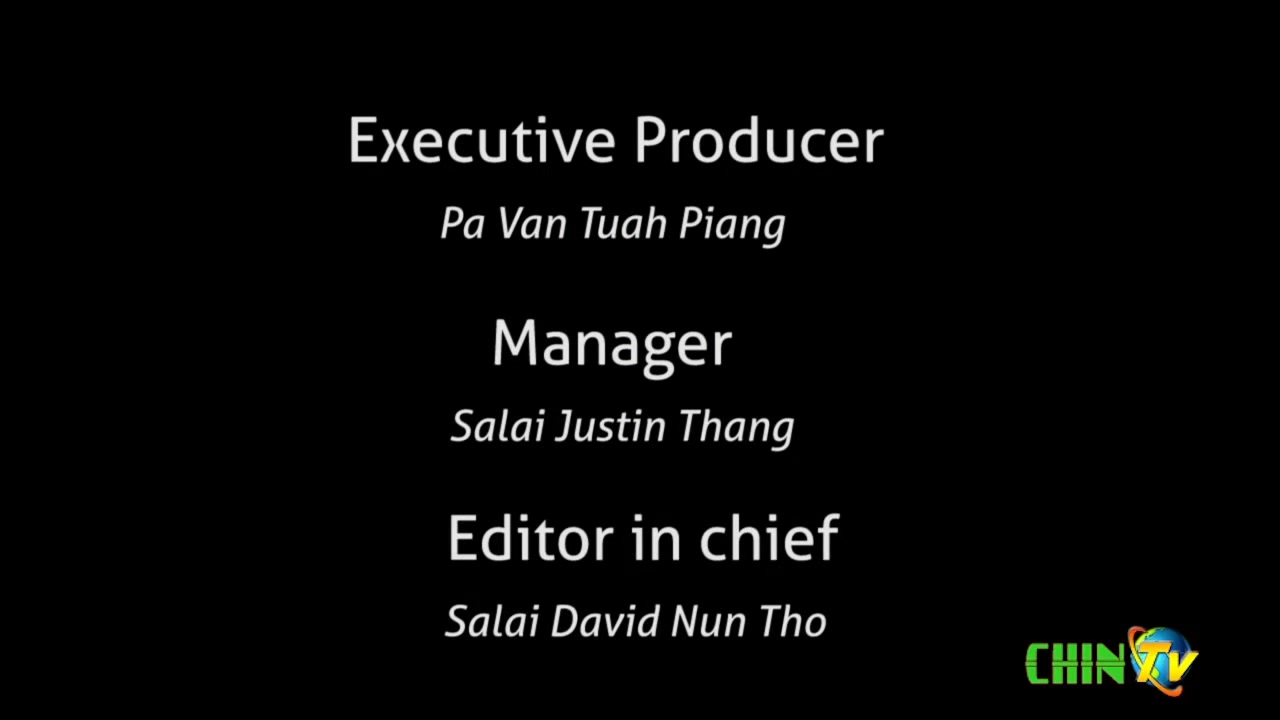 Executive Producer
Pa Van Tuah Piang
Manager
Salai Justin Thang
Editor in chief
Salai David Nun Tho
CHIN Tv